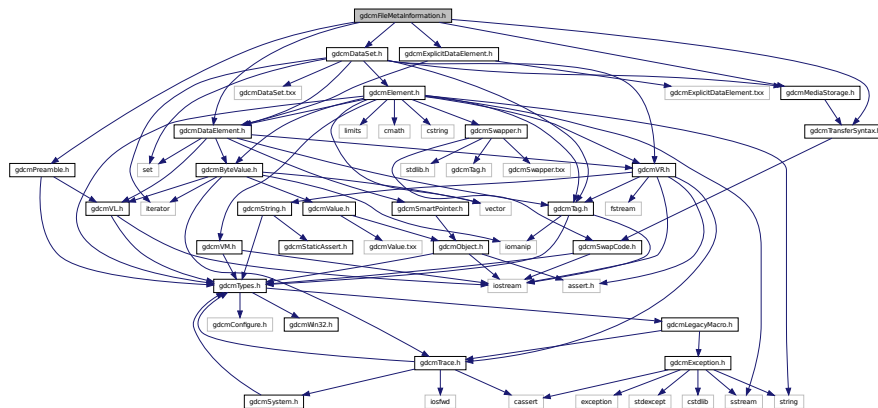 gdcmFileMetaInformation.h
gdcmDataSet.h
gdcmExplicitDataElement.h
gdcmDataSet.txx
gdcmElement.h
gdcmExplicitDataElement.txx
gdcmMediaStorage.h
gdcmDataElement.h
limits
cmath
cstring
gdcmSwapper.h
gdcmTransferSyntax.h
gdcmPreamble.h
set
gdcmByteValue.h
stdlib.h
gdcmTag.h
gdcmSwapper.txx
gdcmVR.h
gdcmVL.h
iterator
gdcmString.h
gdcmValue.h
gdcmSmartPointer.h
vector
gdcmTag.h
fstream
gdcmVM.h
gdcmStaticAssert.h
gdcmValue.txx
gdcmObject.h
iomanip
gdcmSwapCode.h
gdcmTypes.h
iostream
assert.h
gdcmConfigure.h
gdcmWin32.h
gdcmLegacyMacro.h
gdcmTrace.h
gdcmException.h
gdcmSystem.h
iosfwd
cassert
exception
stdexcept
cstdlib
sstream
string